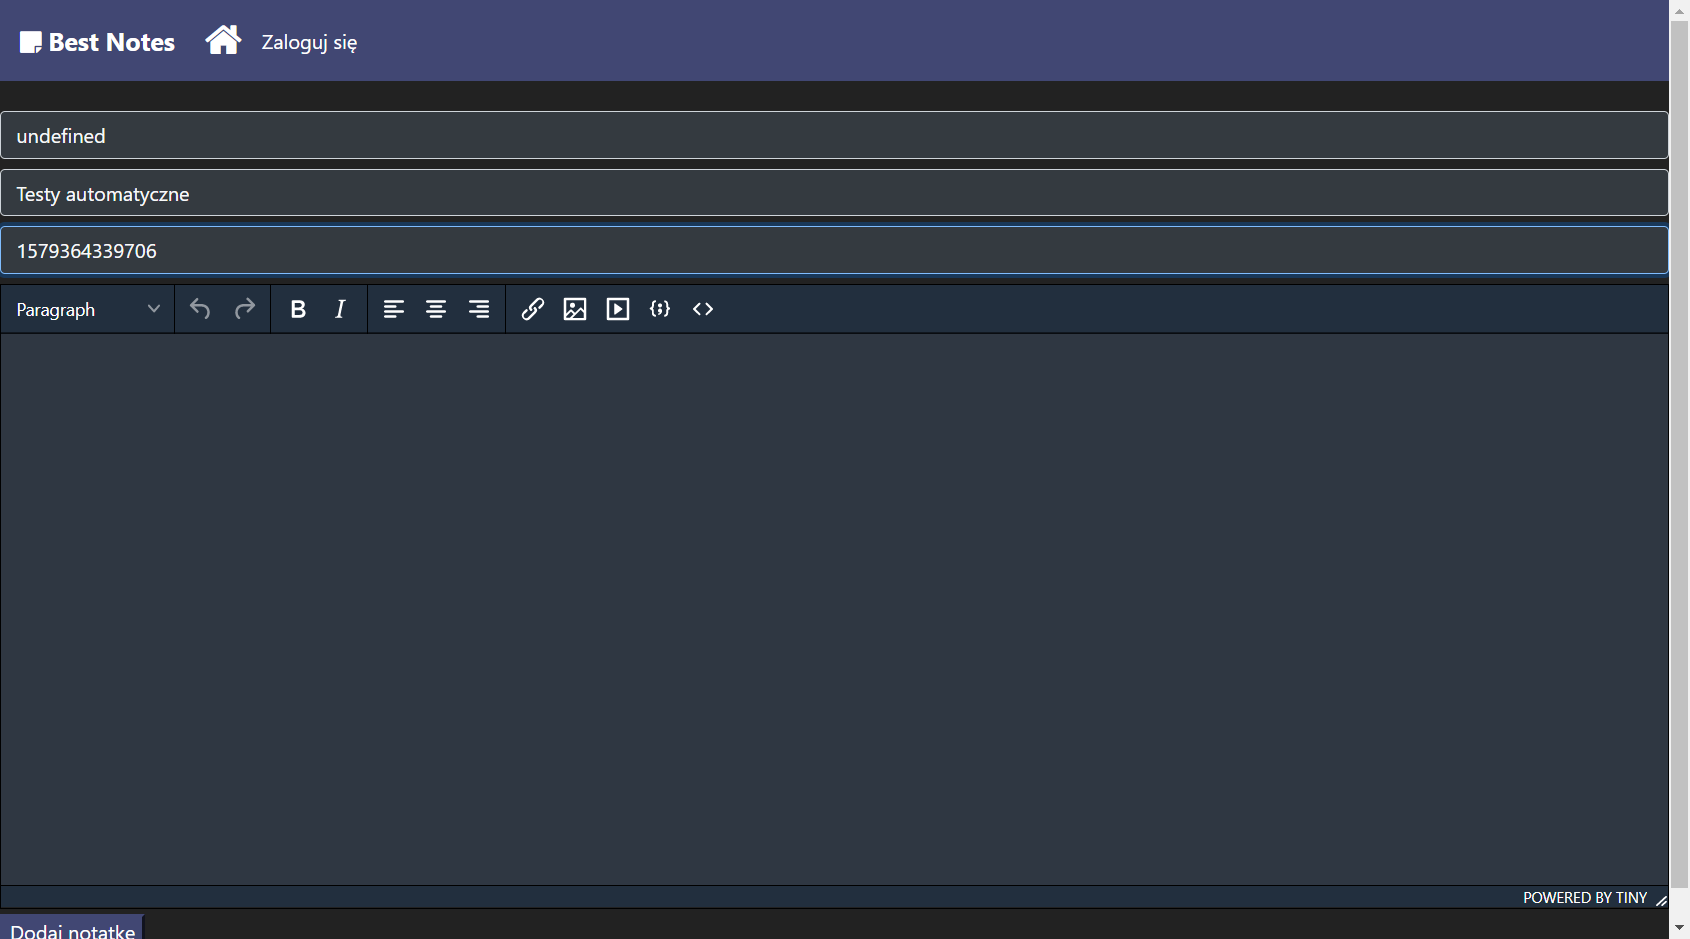 Best Notes Zaloguj się
undefined
Testy automatyczne
1579364339706
Paragraph
POWERED BY TINY
Dodaj notatkę